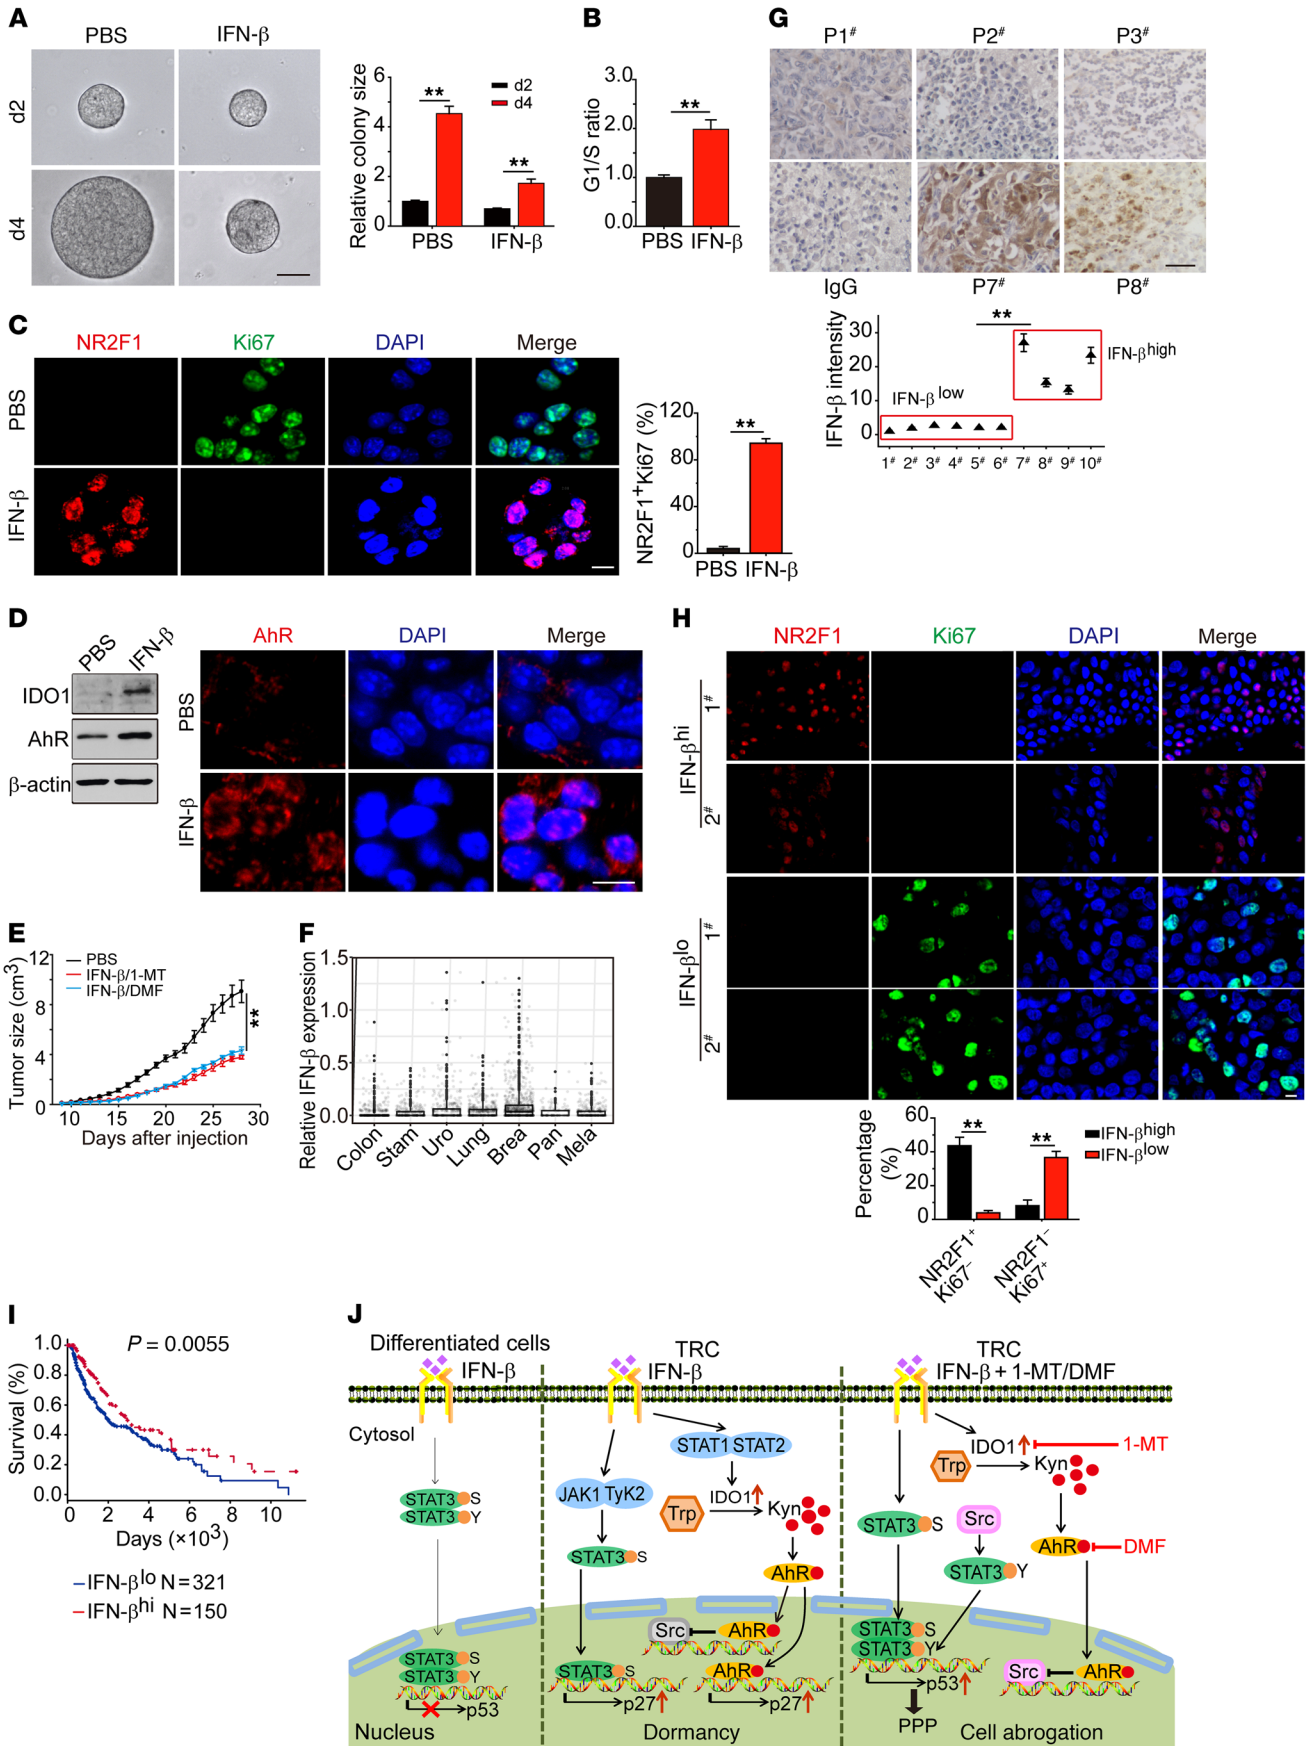 A
PBS
IFN-β
d2
d4
Relative colony size
6
4
2
0
**
**
d2
d4
PBS
IFN-β
B
G1/S ratio
3.0
2.0
1.0
0.0
**
PBS IFN-β
G
P1#
P2#
P3#
IgG
P7#
P8#
IFN-β intensity
30
20
10
0
**
IFN-βhigh
IFN-β low
1# 2# 3# 4# 5# 6# 7# 8# 9# 10#
C
NR2F1
Ki67
DAPI
Merge
PBS
IFN-β
NR2F1+Ki67 (%)
120
80
40
0
**
PBS IFN-β
D
PBS
IFN-β
IDO1
AhR
β-actin
AhR
DAPI
Merge
PBS
IFN-β
H
NR2F1
Ki67
DAPI
Merge
IFN-βhi
1#
2#
IFN-βlo
1#
2#
Percentage
(%)
60
40
20
0
**
**
IFN-βhigh
IFN-βlow
NR2F1+
Ki67−
NR2F1−
Ki67+
E
Tumor size (cm3)
12
8
4
0
PBS
IFN-β/1-MT
IFN-β/DMF
**
10 15 20 25 30
Days after injection
F
Relative IFN-β expression
1.5
1.0
0.5
0.0
Colon
Stam
Uro
Lung
Brea
Pan
Mela
I
P = 0.0055
Survival (%)
1.0
0.8
0.6
0.4
0.2
0.0
0 2 4 6 8 10
Days (×103)
IFN-βlo N = 321
IFN-βhi N = 150
J
Differentiated cells
IFN-β
TRC
IFN-β
TRC
IFN-β + 1-MT/DMF
Cytosol
STAT3 S
STAT3 Y
STAT3 S
STAT3 Y
p53
Nucleus
STAT1 STAT2
JAK1 TyK2
IDO1
Trp
Kyn
STAT3 S
AhR
Src
AhR
STAT3 S
AhR
p27
p27
Dormancy
IDO1
1-MT
Trp
Kyn
STAT3 S
Src
AhR
DMF
STAT3 Y
STAT3 S
STAT3 Y
p53
Src
AhR
PPP
Cell abrogation